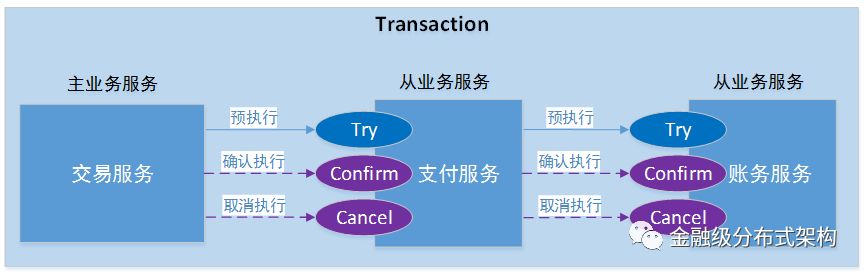 Transaction
主业务服务
从业务服务
从业务服务
预执行
Try
预执行
Try
交易服务
确认执行
Confirm
支付服务
确认执行
Confirm
账务服务
取消执行
Cancel
取消执行
Cancel
金融级分布式架构